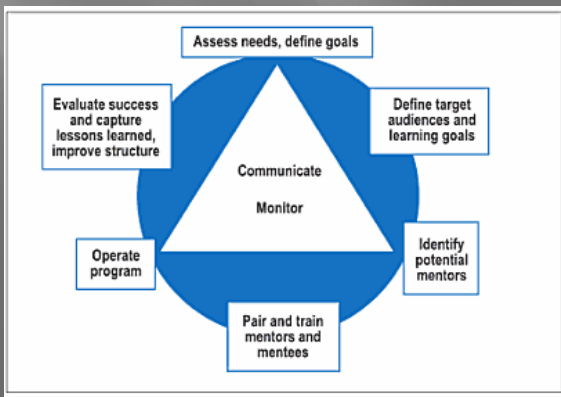 Assess needs, define goals
Define target
audiences and
learning goals
Identify
potential
mentors
Pair and train
mentors and
mentees
Operate
program
Evaluate success
and capture
lessons learned,
improve structure
Communicate
Monitor